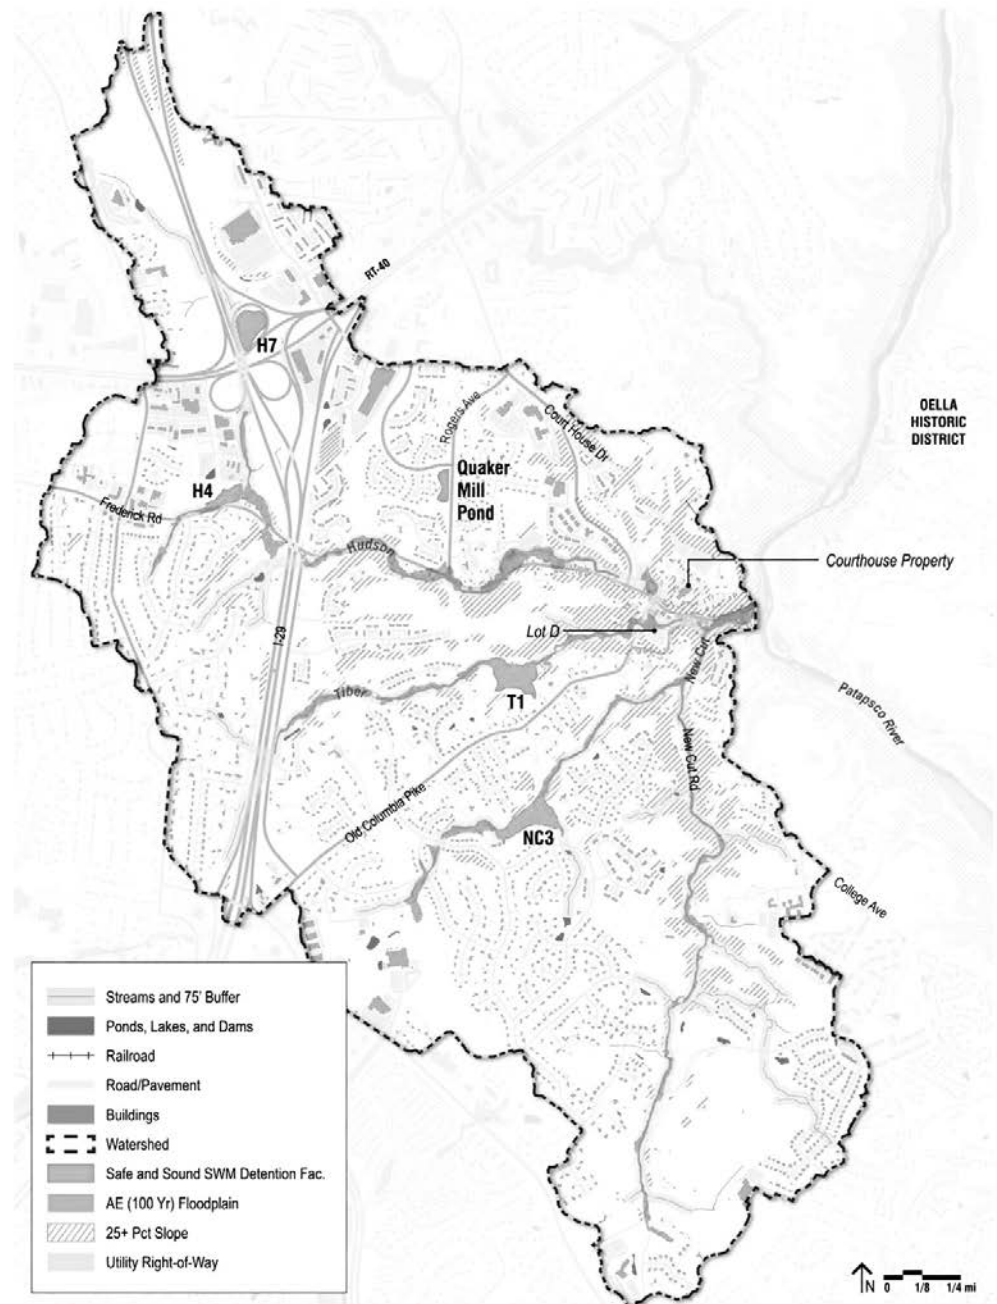 RT-40
H7
OELLA
HISTORIC
DISTRICT
Rogers Ave
Court House Dr
Quaker
Mill
Pond
H4
Frederick Rd
Hudson
Courthouse Property
Lot D
I-29
New Cut
Tiber
T1
Patapsco River
New Cut Rd
Old Columbia Pike
NC3
College Ave
Streams and 75' Buffer
Ponds, Lakes, and Dams
Railroad
Road/Pavement
Buildings
Watershed
Safe and Sound SWM Detention Fac.
AE (100 Yr) Floodplain
25+ Pct Slope
Utility Right-of-Way
N
0 1/8 1/4 mi